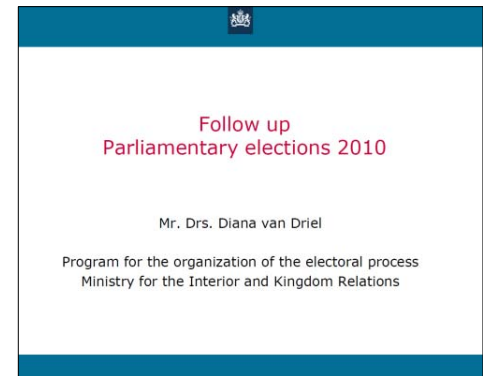 Follow up
Parliamentary elections 2010
Mr. Drs. Diana van Driel
Program for the organization of the electoral process
Ministry for the Interior and Kingdom Relations